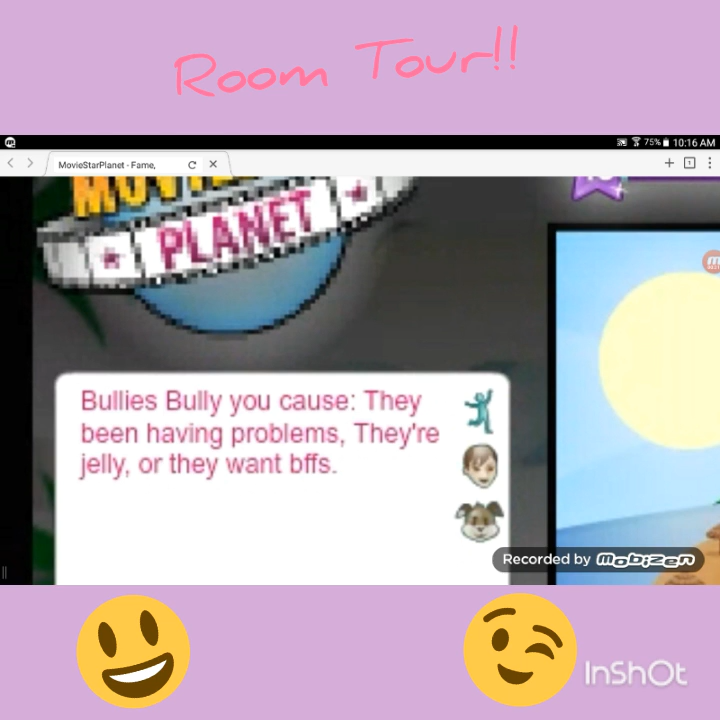 Room Tour!!
75% 10:16 AM
MovieStarPlanet - Fame,
1
PLANET
Bullies Bully you cause: They
been having problems, They're
jelly, or they want bffs.
Recorded by Mobizen
InShOt